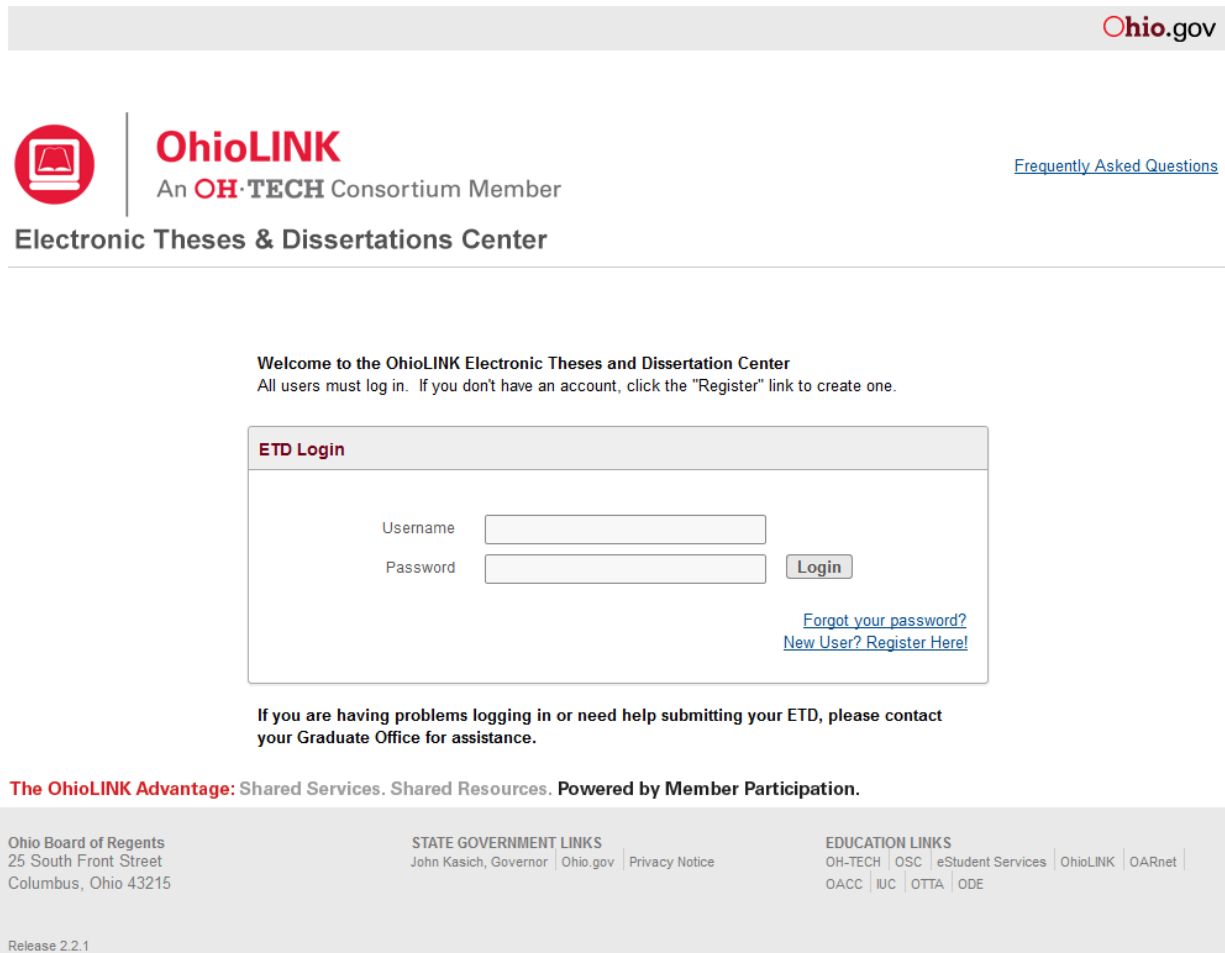 Ohio.gov
OhioLINK
An OH·TECH Consortium Member
Frequently Asked Questions
Electronic Theses & Dissertations Center
Welcome to the OhioLINK Electronic Theses and Dissertation Center
All users must log in.  If you don't have an account, click the "Register" link to create one.
ETD Login
Username
Password
Login
Forgot your password?
New User? Register Here!
If you are having problems logging in or need help submitting your ETD, please contact
your Graduate Office for assistance.
The OhioLINK Advantage: Shared Services. Shared Resources. Powered by Member Participation.
Ohio Board of Regents
25 South Front Street
Columbus, Ohio 43215
STATE GOVERNMENT LINKS
John Kasich, Governor | Ohio.gov | Privacy Notice
EDUCATION LINKS
OH-TECH | OSC | eStudent Services | OhioLINK | OARnet |
OACC | IUC | OTTA | ODE
Release 2.2.1